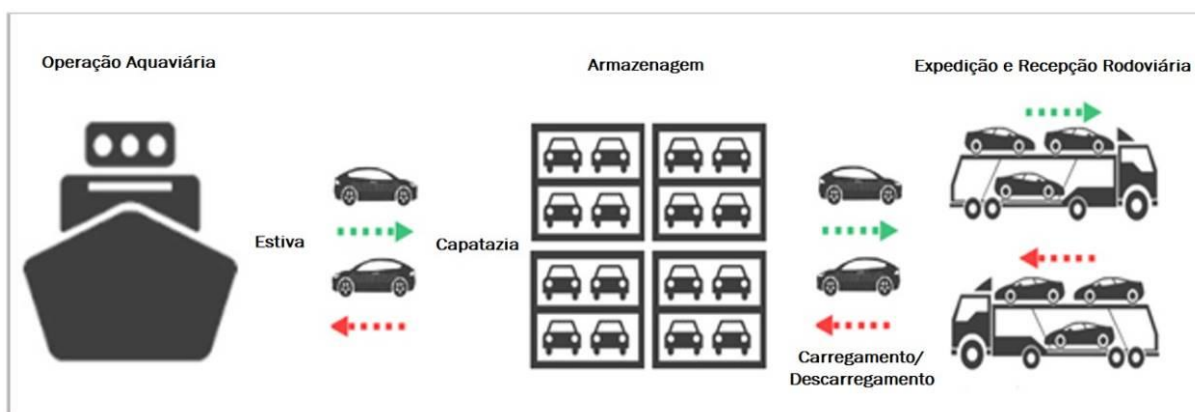 Operação Aquaviária
Armazenagem
Expedição e Recepção Rodoviária
Estiva
Capatazia
Carregamento/
Descarregamento